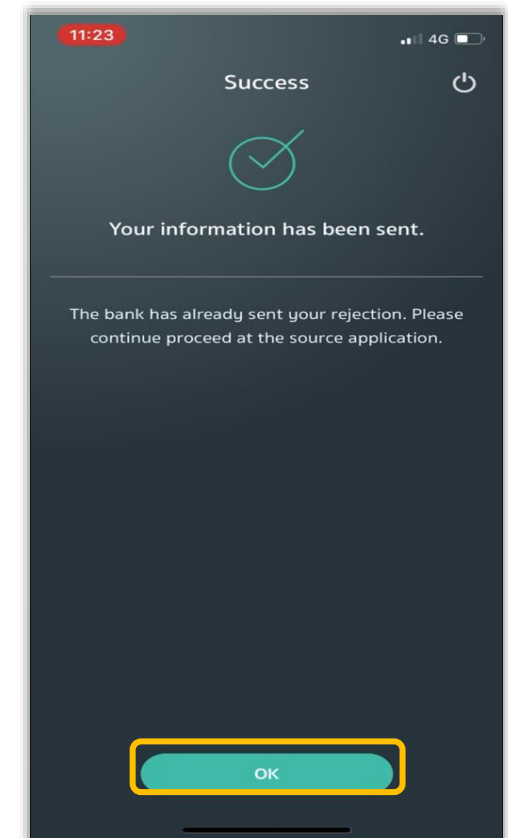 11:23
4G
Success
Your information has been sent.
The bank has already sent your rejection. Please
continue proceed at the source application.
OK